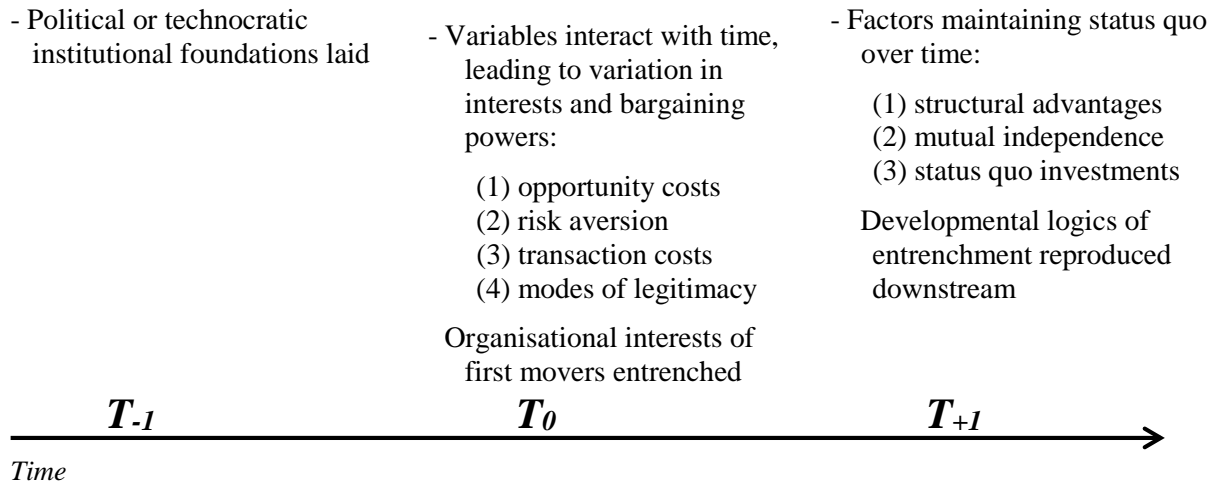 - Political or technocratic
institutional foundations laid
- Variables interact with time,
leading to variation in
interests and bargaining
powers:
(1) opportunity costs
(2) risk aversion
(3) transaction costs
(4) modes of legitimacy
Organisational interests of
first movers entrenched
- Factors maintaining status quo
over time:
(1) structural advantages
(2) mutual independence
(3) status quo investments
Developmental logics of
entrenchment reproduced
downstream
T-1
T0
T+1
Time